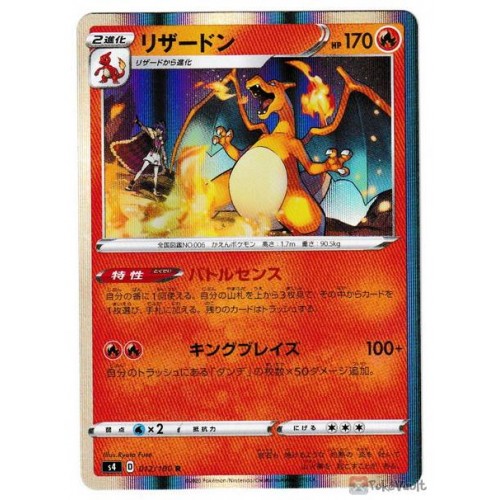 2進化 リザードン HP 170
リザードから進化
全国図鑑NO.006 かえんポケモン 高さ:1.7m 重さ:90.5kg
特性 バトルセンス
自分の番に1回使える。自分の山札を上から3枚見て、その中からカードを
1枚選び、手札に加える。残りのカードはトラッシュする。
キングブレイズ 100+
自分のトラッシュにある「ダンデ」の枚数×50ダメージ追加。
弱点 ×2 抵抗力 にげる
Illus. Ryota Fuse
s4 D 012/100 R
PokeVault